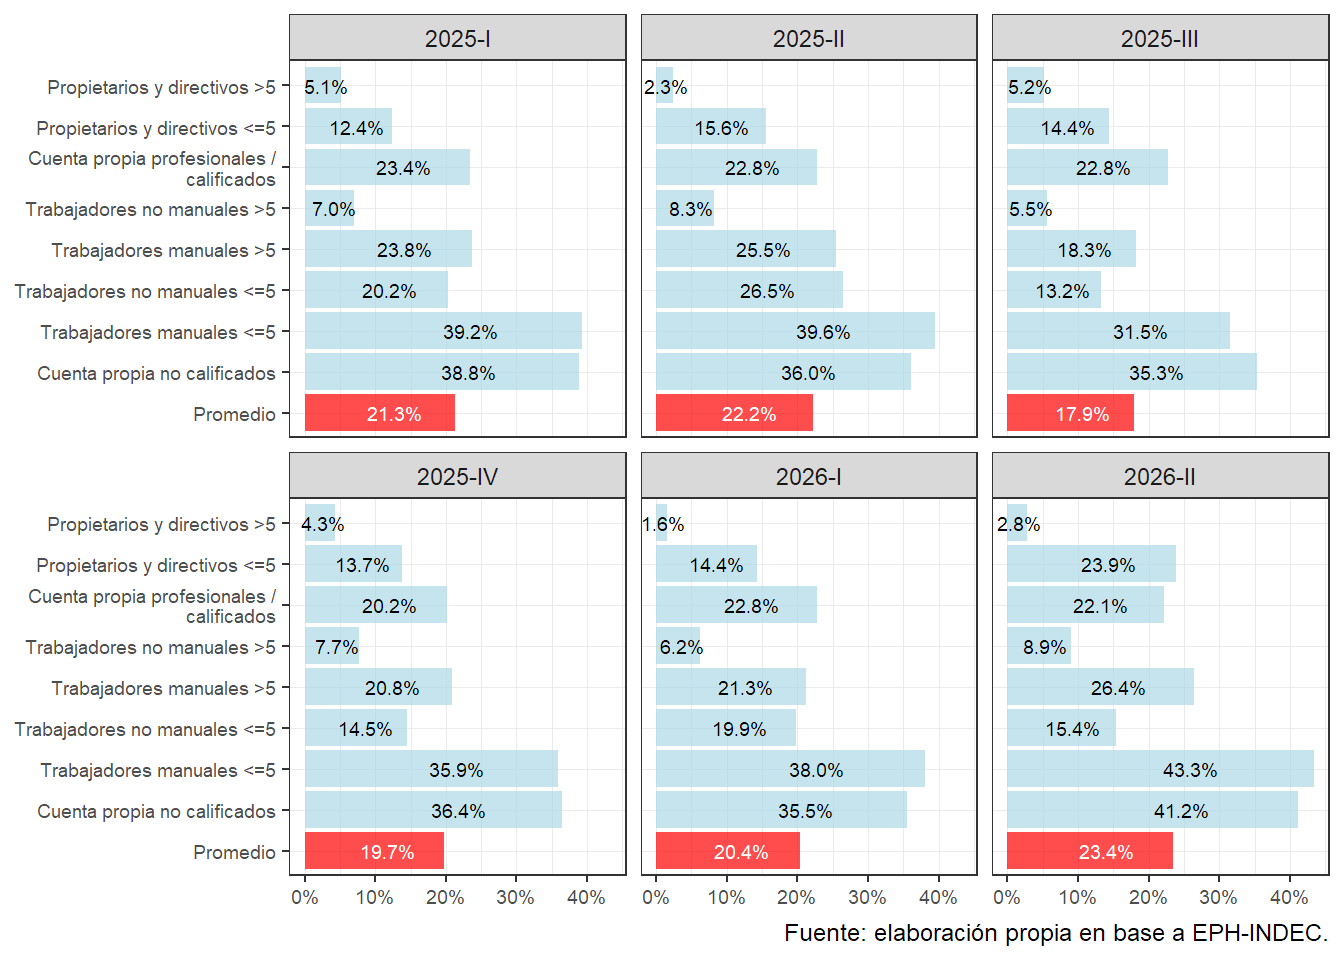 2025-I
2025-II
2025-III
Propietarios y directivos >5
5.1%
2.3%
5.2%
Propietarios y directivos <=5
12.4%
15.6%
14.4%
Cuenta propia profesionales /
calificados
23.4%
22.8%
22.8%
Trabajadores no manuales >5
7.0%
8.3%
5.5%
Trabajadores manuales >5
23.8%
25.5%
18.3%
Trabajadores no manuales <=5
20.2%
26.5%
13.2%
Trabajadores manuales <=5
39.2%
39.6%
31.5%
Cuenta propia no calificados
38.8%
36.0%
35.3%
Promedio
21.3%
22.2%
17.9%
2025-IV
2026-I
2026-II
Propietarios y directivos >5
4.3%
1.6%
2.8%
Propietarios y directivos <=5
13.7%
14.4%
23.9%
Cuenta propia profesionales /
calificados
20.2%
22.8%
22.1%
Trabajadores no manuales >5
7.7%
6.2%
8.9%
Trabajadores manuales >5
20.8%
21.3%
26.4%
Trabajadores no manuales <=5
14.5%
19.9%
15.4%
Trabajadores manuales <=5
35.9%
38.0%
43.3%
Cuenta propia no calificados
36.4%
35.5%
41.2%
Promedio
19.7%
20.4%
23.4%
0% 10% 20% 30% 40%
0% 10% 20% 30% 40%
0% 10% 20% 30% 40%
Fuente: elaboración propia en base a EPH-INDEC.